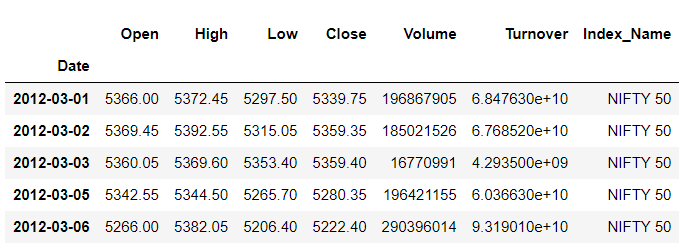 Open High Low Close Volume Turnover Index_Name
Date
2012-03-01 5366.00 5372.45 5297.50 5339.75 196867905 6.847630e+10 NIFTY 50
2012-03-02 5369.45 5392.55 5315.05 5359.35 185021526 6.768520e+10 NIFTY 50
2012-03-03 5360.05 5369.60 5353.40 5359.40 16770991 4.293500e+09 NIFTY 50
2012-03-05 5342.55 5344.50 5265.70 5280.35 196421155 6.036630e+10 NIFTY 50
2012-03-06 5266.00 5382.05 5206.40 5222.40 290396014 9.319010e+10 NIFTY 50